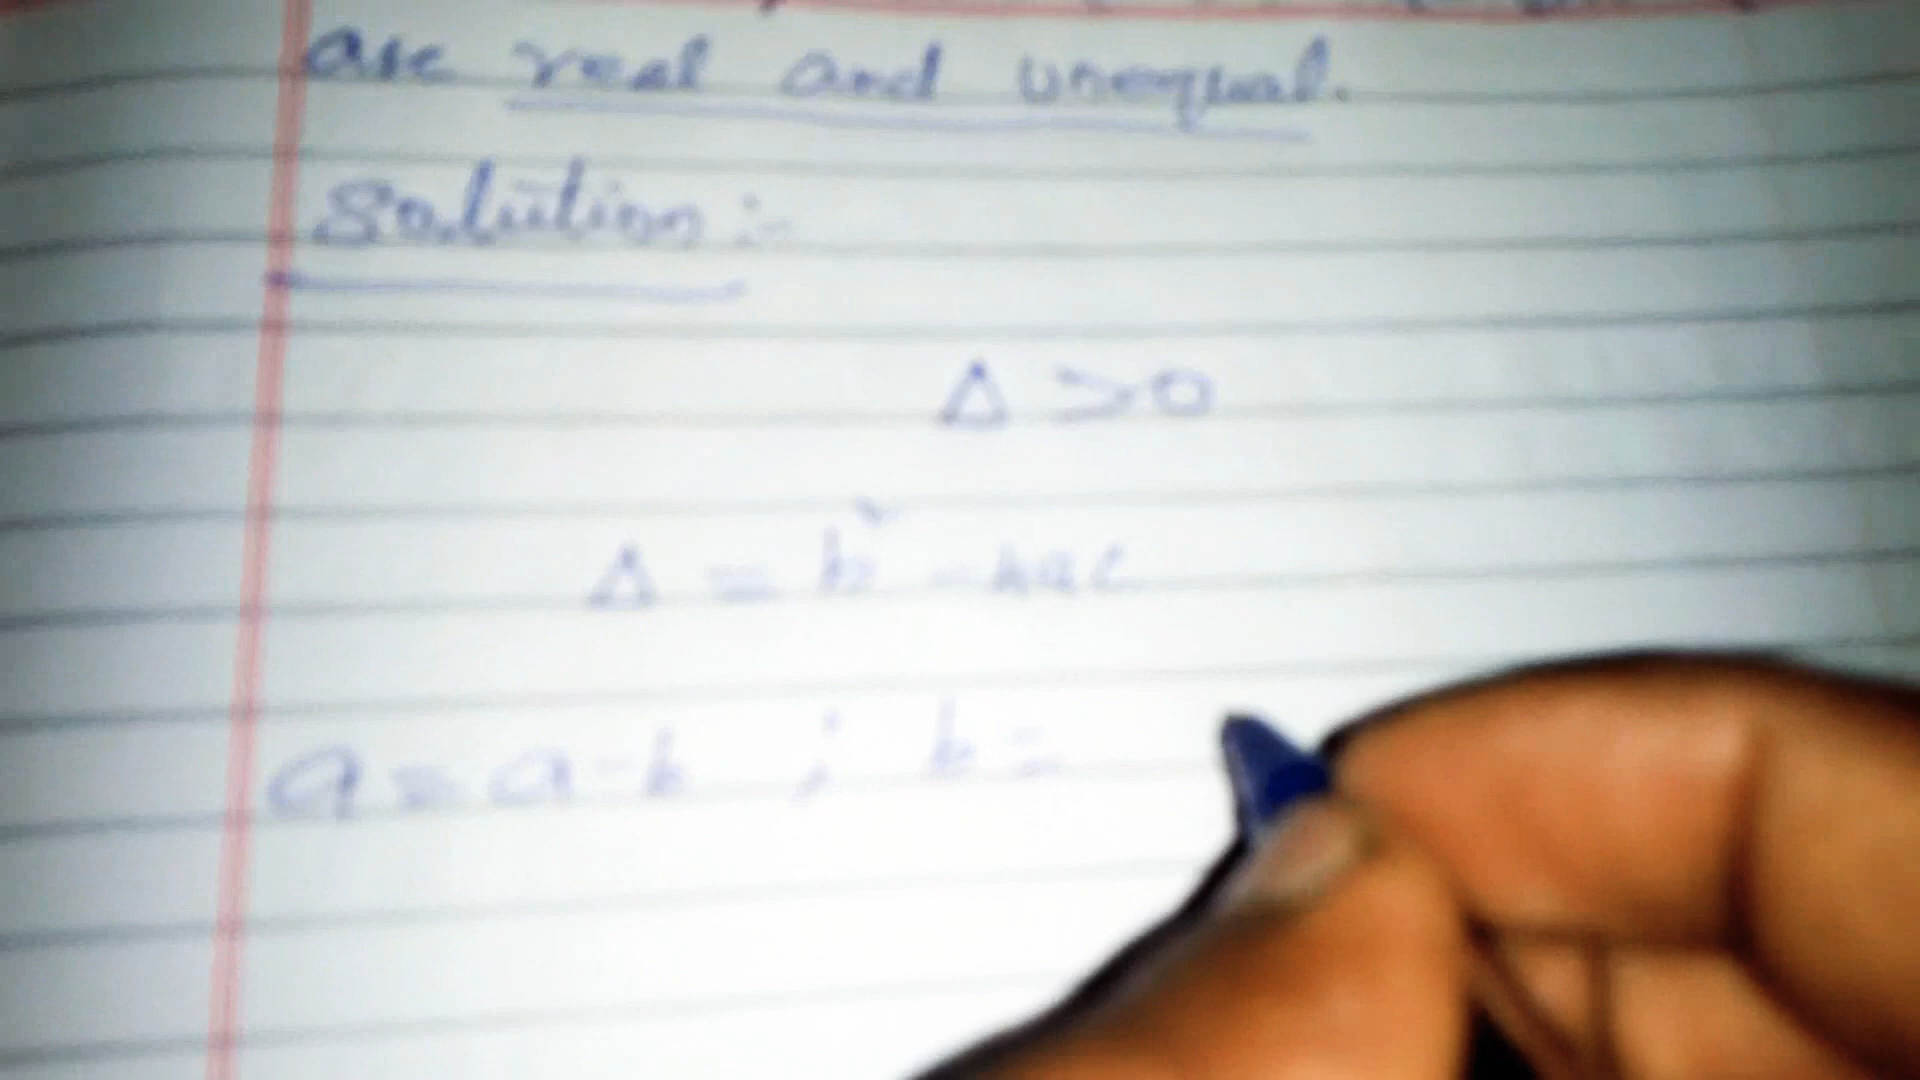 are real and unequal.
Solution :-
Δ > 0
Δ = b² - 4ac
a = a - b ; b =